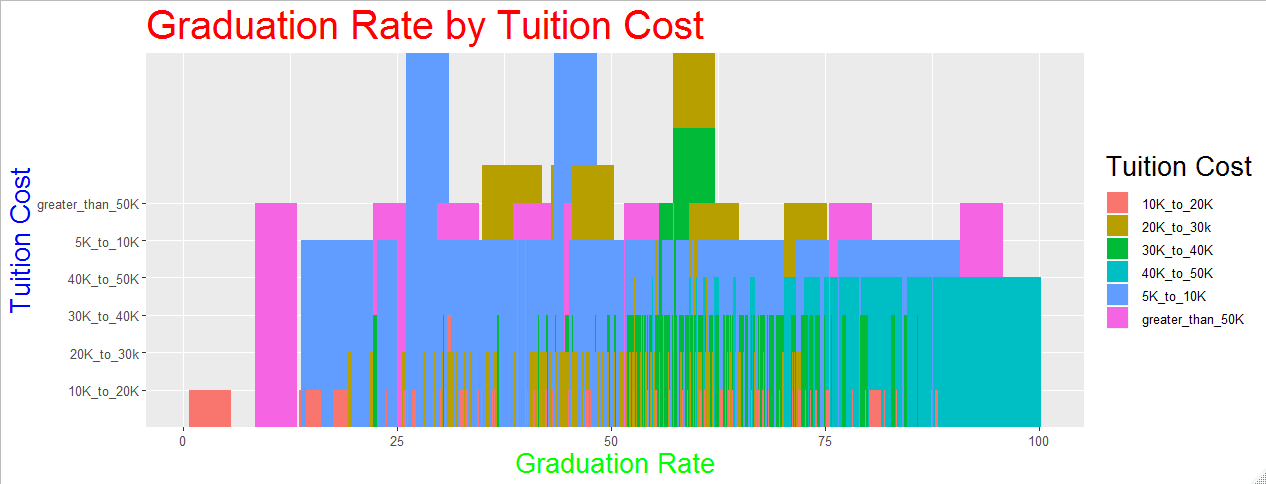 Graduation Rate by Tuition Cost
Tuition Cost
greater_than_50K
5K_to_10K
40K_to_50K
30K_to_40K
20K_to_30k
10K_to_20K
0 25 50 75 100
Graduation Rate
Tuition Cost
10K_to_20K
20K_to_30k
30K_to_40K
40K_to_50K
5K_to_10K
greater_than_50K